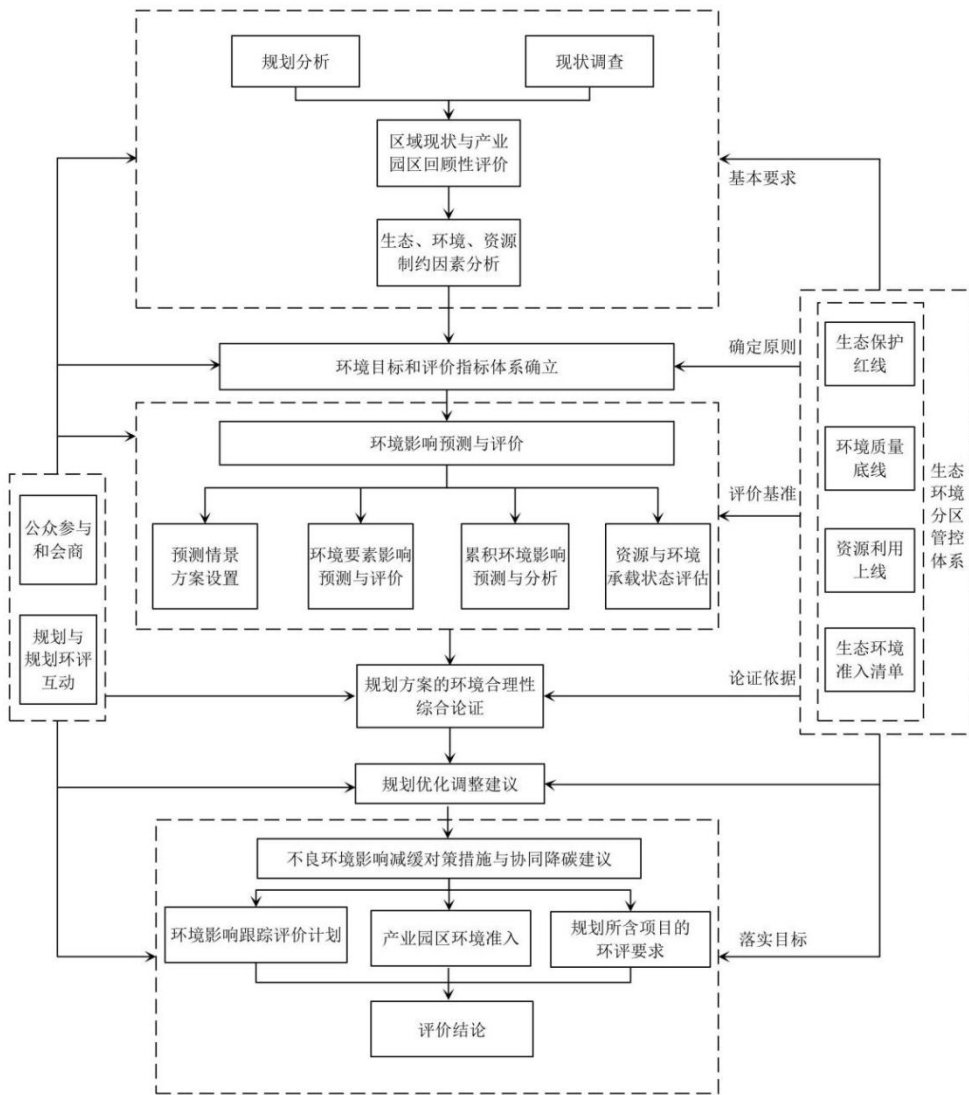 规划分析
现状调查
区域现状与产业
园区回顾性评价
基本要求
生态、环境、资源
制约因素分析
环境目标和评价指标体系确立
确定原则
生态保护
红线
环境影响预测与评价
环境质量
底线
评价基准
生态
环境
分区
管控
体系
公众参与
和会商
预测情景
方案设置
环境要素影响
预测与评价
累积环境影响
预测与分析
资源与环境
承载状态评估
资源利用
上线
规划与
规划环评
互动
生态环境
准入清单
规划方案的环境合理性
综合论证
论证依据
规划优化调整建议
不良环境影响减缓对策措施与协同降碳建议
环境影响跟踪评价计划
产业园区环境准入
规划所含项目的
环评要求
落实目标
评价结论